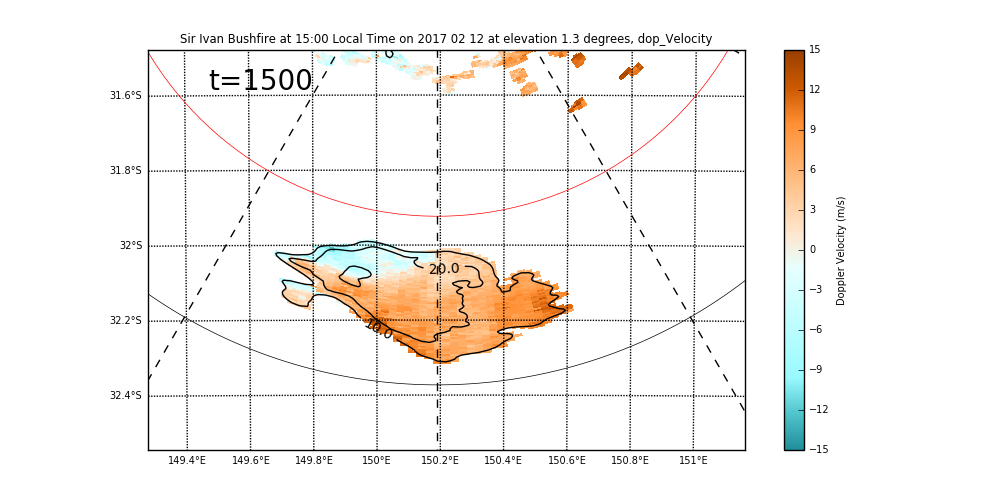 Sir Ivan Bushfire at 15:00 Local Time on 2017 02 12 at elevation 1.3 degrees, dop_Velocity
t=1500
31.6°S
31.8°S
32°S
32.2°S
32.4°S
20.0
10.0
149.4°E 149.6°E 149.8°E 150°E 150.2°E 150.4°E 150.6°E 150.8°E 151°E
15
12
9
6
3
0
−3
−6
−9
−12
−15
Doppler Velocity (m/s)